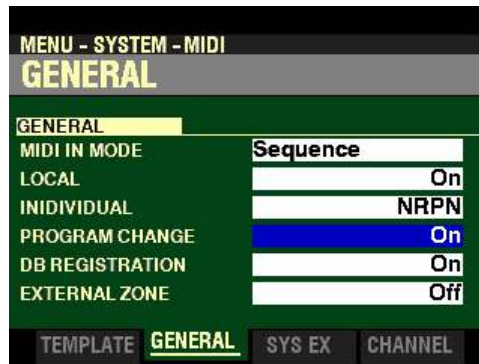 MENU - SYSTEM - MIDI
GENERAL
GENERAL
MIDI IN MODE Sequence
LOCAL On
INIDIVIDUAL NRPN
PROGRAM CHANGE On
DB REGISTRATION On
EXTERNAL ZONE Off
TEMPLATE GENERAL SYS EX CHANNEL